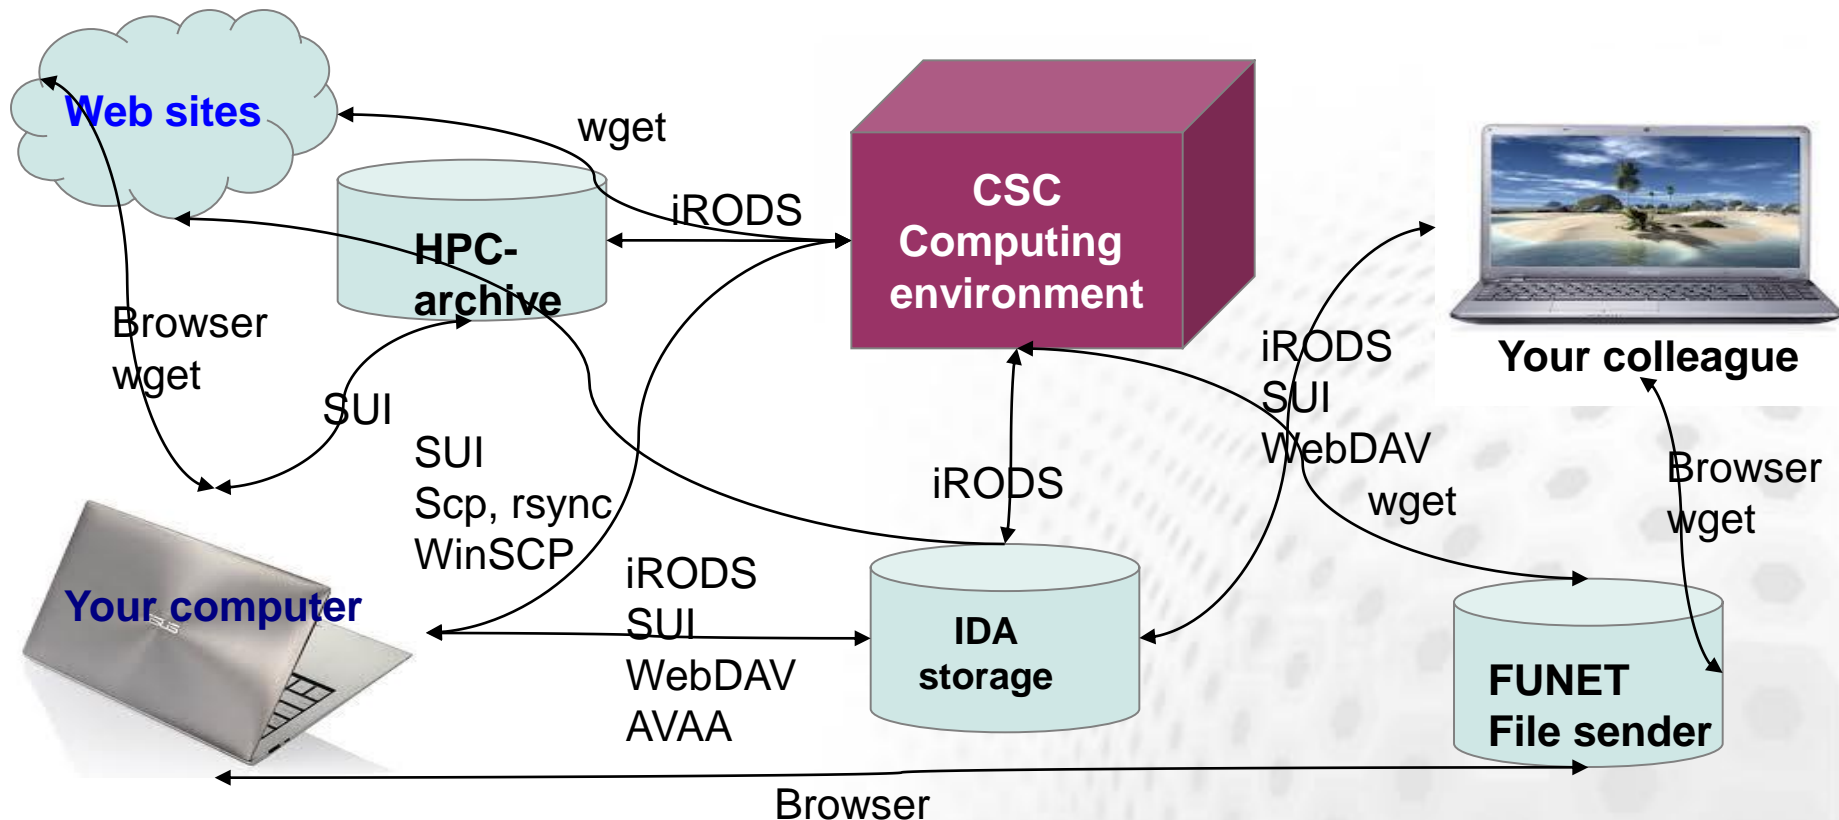 Web sites
wget
iRODS
HPC-
archive
CSC
Computing
environment
Browser
wget
SUI
SUI
Scp, rsync
WinSCP
iRODS
iRODS
SUI
WebDAV
wget
Your colleague
Browser
wget
Your computer
ASUS
iRODS
SUI
WebDAV
AVAA
IDA
storage
FUNET
File sender
Browser